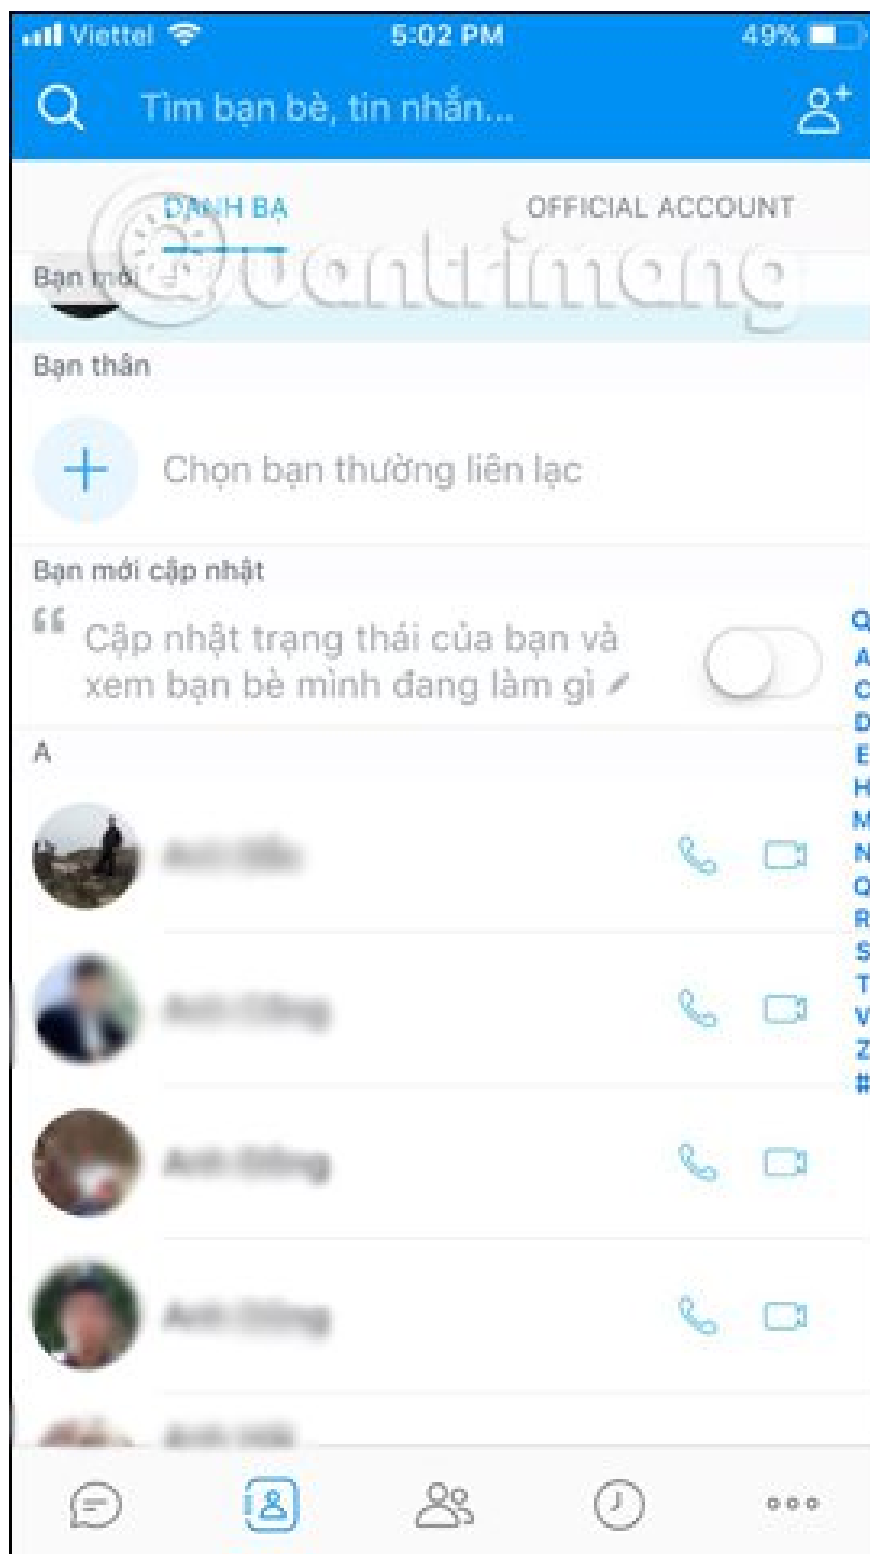 Viettel 5:02 PM 49%
Tìm bạn bè, tin nhắn...
DANH BẠ OFFICIAL ACCOUNT
Quantrimang
Bạn mới
Bạn thân
Chọn bạn thường liên lạc
Bạn mới cập nhật
Cập nhật trạng thái của bạn và
xem bạn bè mình đang làm gì
A
Q
A
C
D
E
H
M
N
Q
R
S
T
V
Z
#